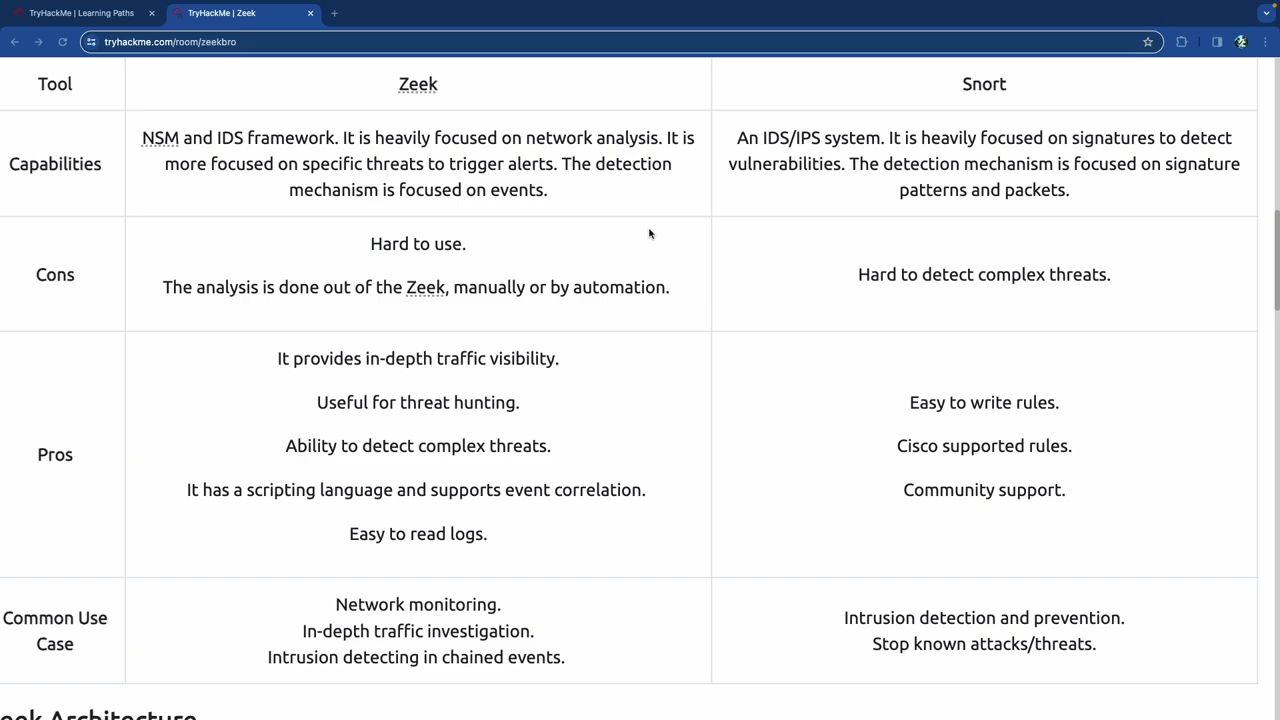 TryHackMe | Learning Paths
TryHackMe | Zeek
tryhackme.com/room/zeekbro
Tool
Zeek
Snort
Capabilities
NSM and IDS framework. It is heavily focused on network analysis. It is
more focused on specific threats to trigger alerts. The detection
mechanism is focused on events.
An IDS/IPS system. It is heavily focused on signatures to detect
vulnerabilities. The detection mechanism is focused on signature
patterns and packets.
Cons
Hard to use.
The analysis is done out of the Zeek, manually or by automation.
Hard to detect complex threats.
Pros
It provides in-depth traffic visibility.
Useful for threat hunting.
Ability to detect complex threats.
It has a scripting language and supports event correlation.
Easy to read logs.
Easy to write rules.
Cisco supported rules.
Community support.
Common Use
Case
Network monitoring.
In-depth traffic investigation.
Intrusion detecting in chained events.
Intrusion detection and prevention.
Stop known attacks/threats.
eek Architecture